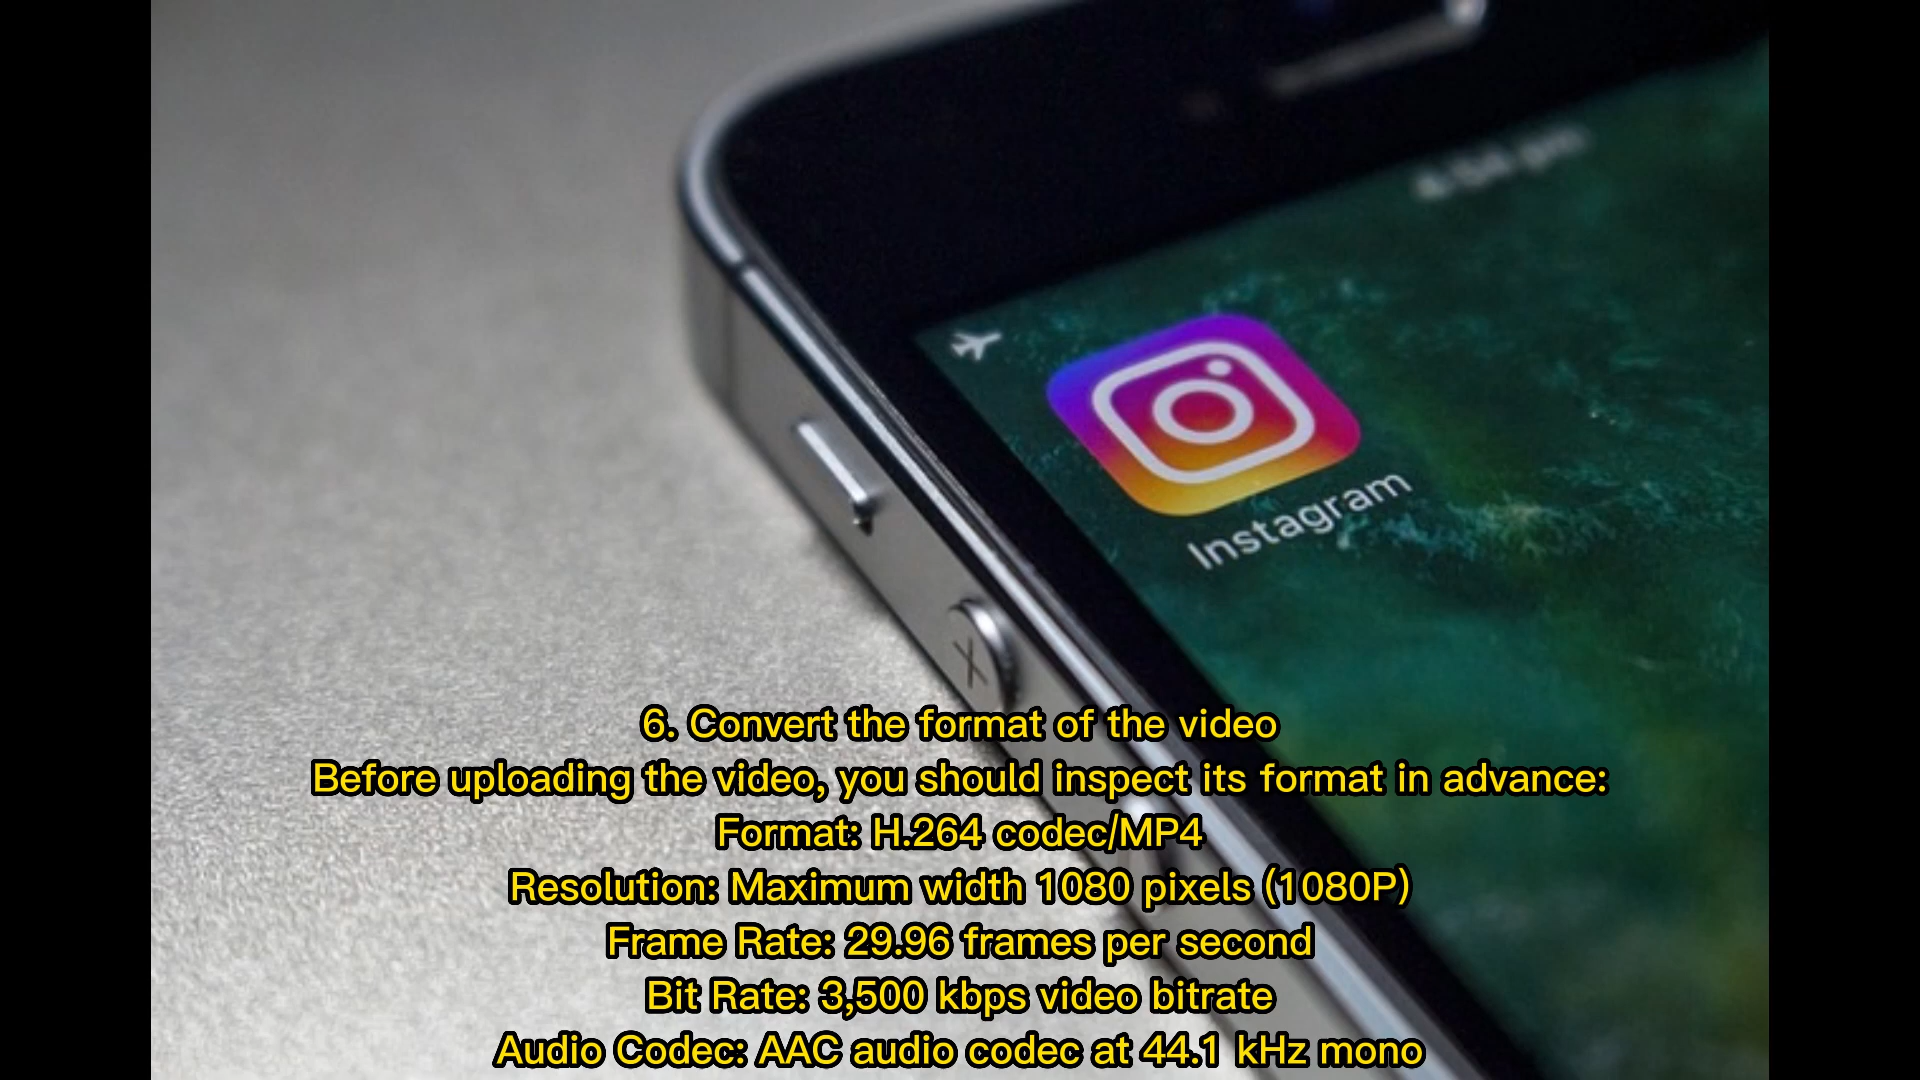 Instagram
6. Convert the format of the video
Before uploading the video, you should inspect its format in advance:
Format: H.264 codec/MP4
Resolution: Maximum width 1080 pixels (1080P)
Frame Rate: 29.96 frames per second
Bit Rate: 3,500 kbps video bitrate
Audio Codec: AAC audio codec at 44.1 kHz mono